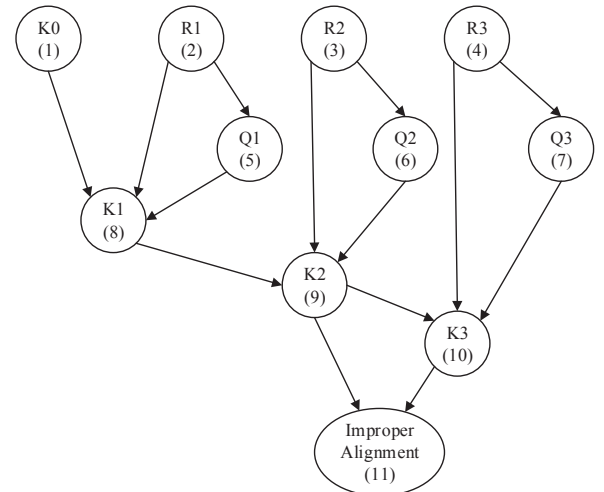 K0
(1)
R1
(2)
R2
(3)
R3
(4)
Q1
(5)
Q2
(6)
Q3
(7)
K1
(8)
K2
(9)
K3
(10)
Improper
Alignment
(11)